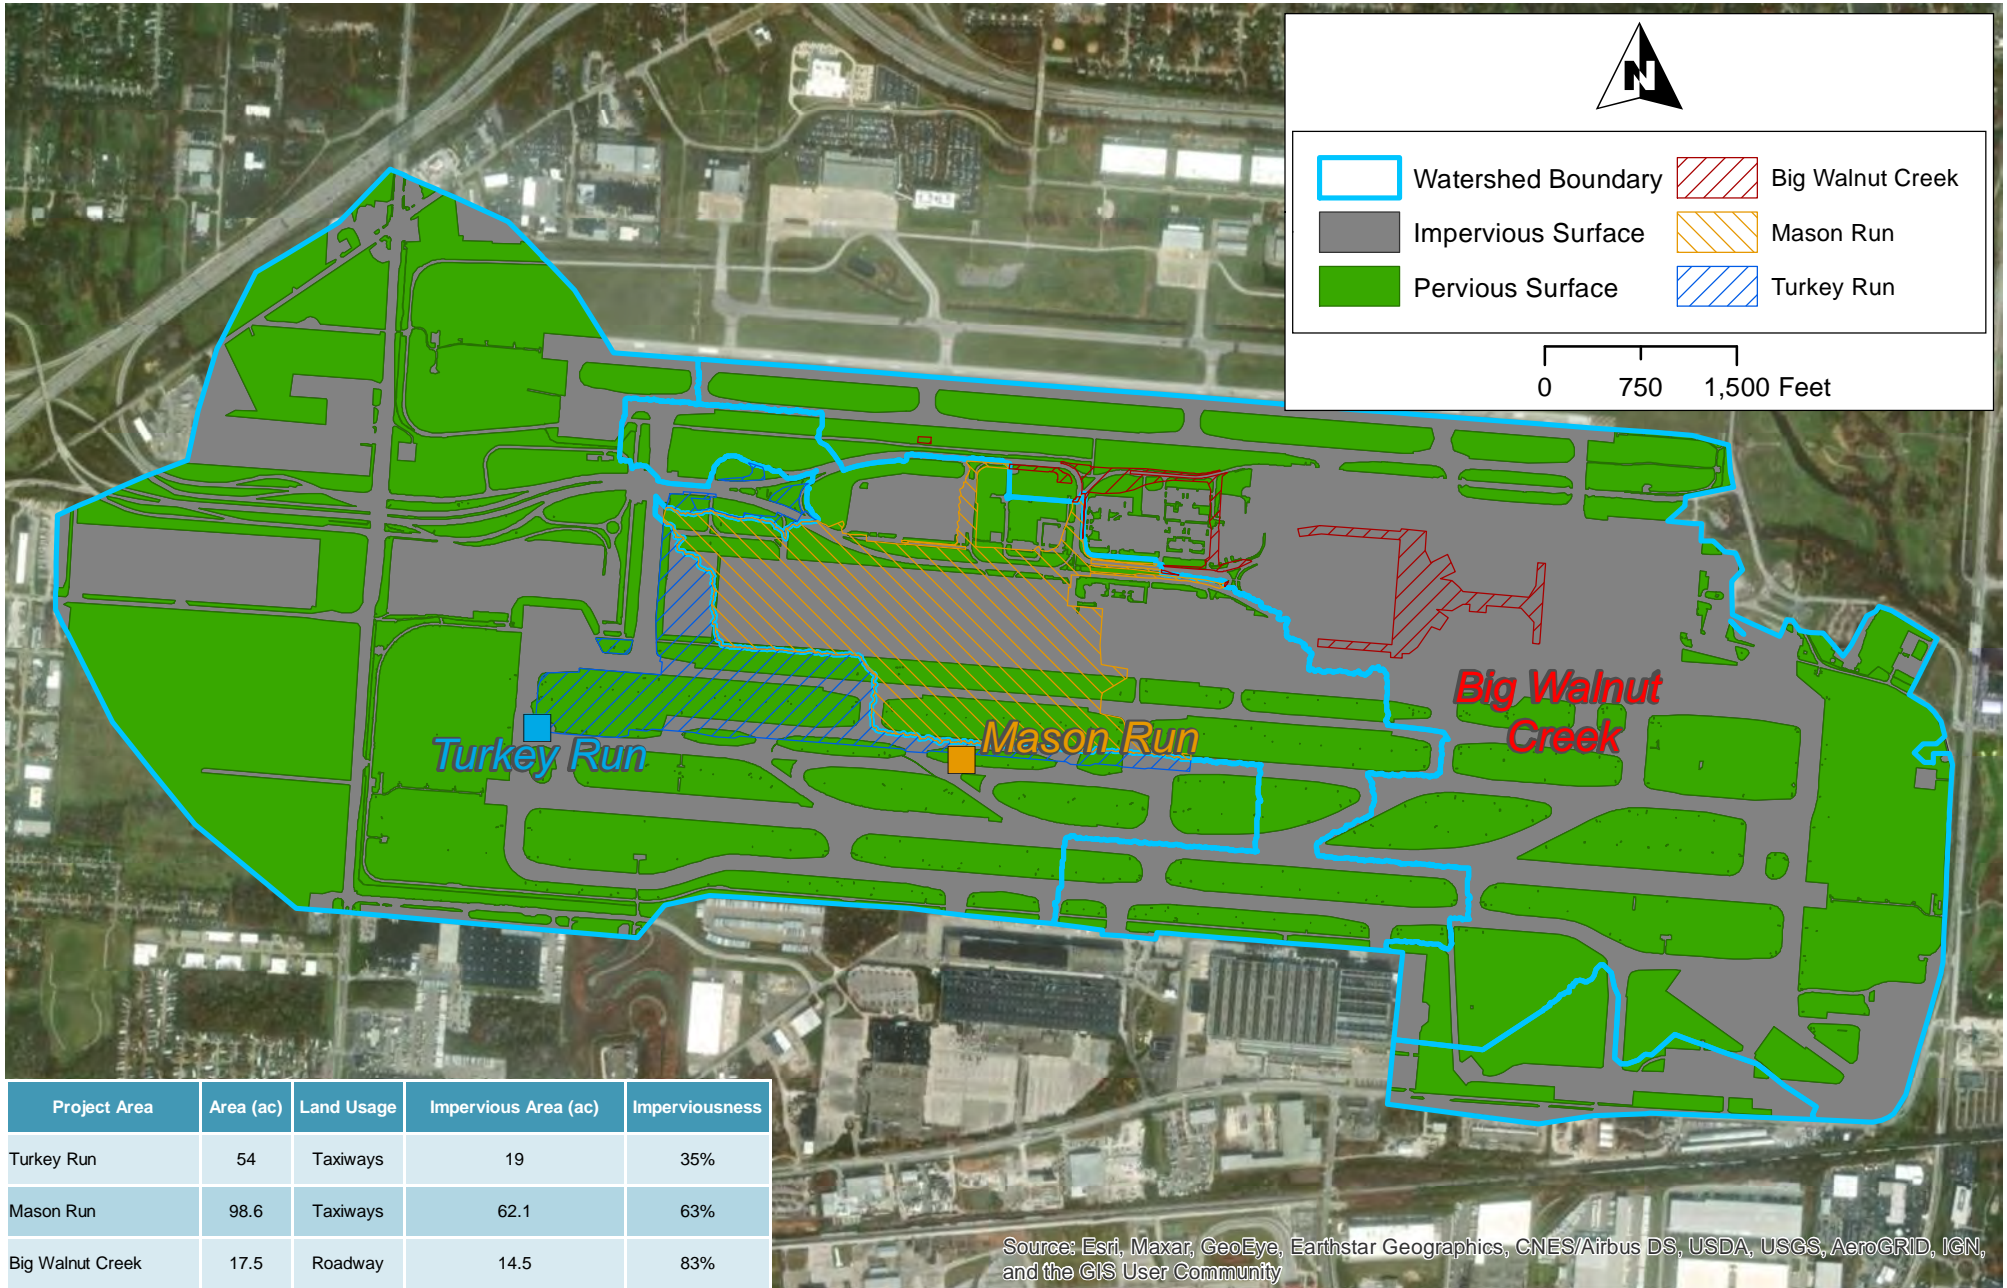 N
Watershed Boundary
Impervious Surface
Pervious Surface
Big Walnut Creek
Mason Run
Turkey Run
0 750 1,500 Feet
Big Walnut
Creek
Mason Run
Turkey Run
Project Area Area (ac) Land Usage Impervious Area (ac) Imperviousness
Turkey Run 54 Taxiways 19 35%
Mason Run 98.6 Taxiways 62.1 63%
Big Walnut Creek 17.5 Roadway 14.5 83%
Source: Esri, Maxar, GeoEye, Earthstar Geographics, CNES/Airbus DS, USDA, USGS, AeroGRID, IGN,
and the GIS User Community